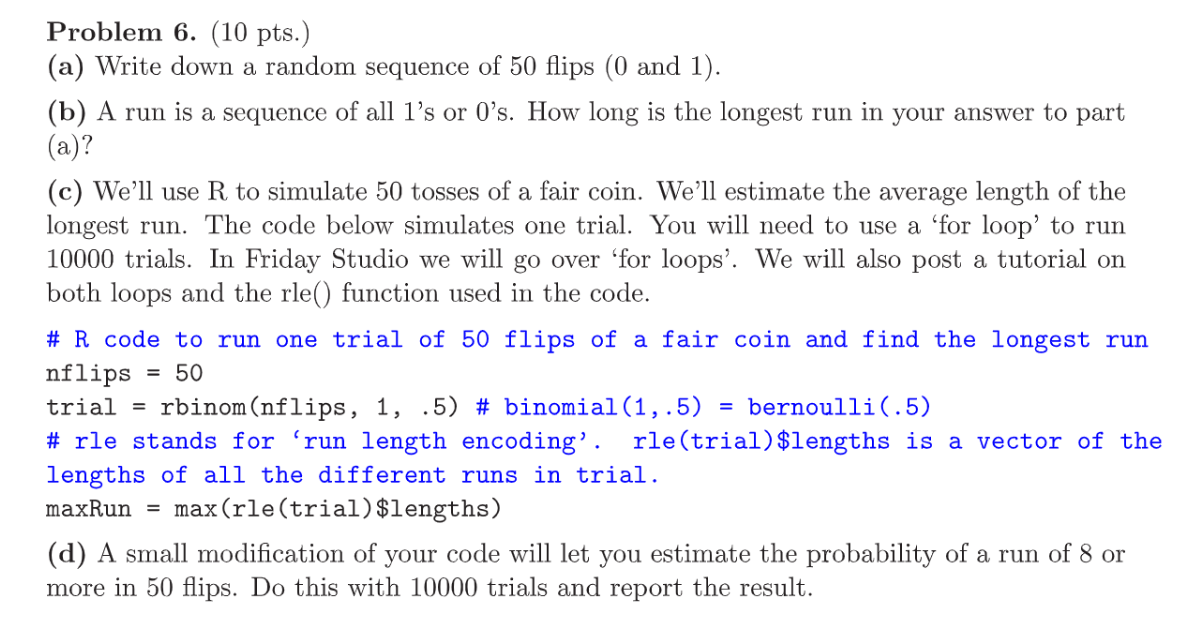 Problem 6. (10 pts.)
(a) Write down a random sequence of 50 flips (0 and 1).
(b) A run is a sequence of all 1's or 0's. How long is the longest run in your answer to part
(a)?
(c) We'll use R to simulate 50 tosses of a fair coin. We'll estimate the average length of the
longest run. The code below simulates one trial. You will need to use a ‘for loop’ to run
10000 trials. In Friday Studio we will go over ‘for loops’. We will also post a tutorial on
both loops and the rle() function used in the code.
# R code to run one trial of 50 flips of a fair coin and find the longest run
nflips = 50
trial = rbinom(nflips, 1, .5) # binomial(1,.5) = bernoulli(.5)
# rle stands for ‘run length encoding’. rle(trial)$lengths is a vector of the
lengths of all the different runs in trial.
maxRun = max(rle(trial)$lengths)
(d) A small modification of your code will let you estimate the probability of a run of 8 or
more in 50 flips. Do this with 10000 trials and report the result.